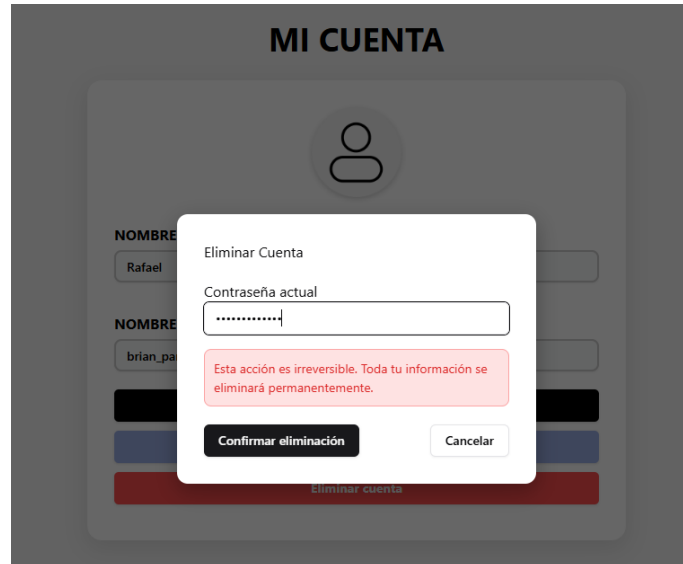 MI CUENTA
NOMBRE
Rafael
NOMBRE
Eliminar Cuenta
Contraseña actual
•••••••••••••
Esta acción es irreversible. Toda tu información se
eliminará permanentemente.
Confirmar eliminación
Cancelar
Eliminar cuenta